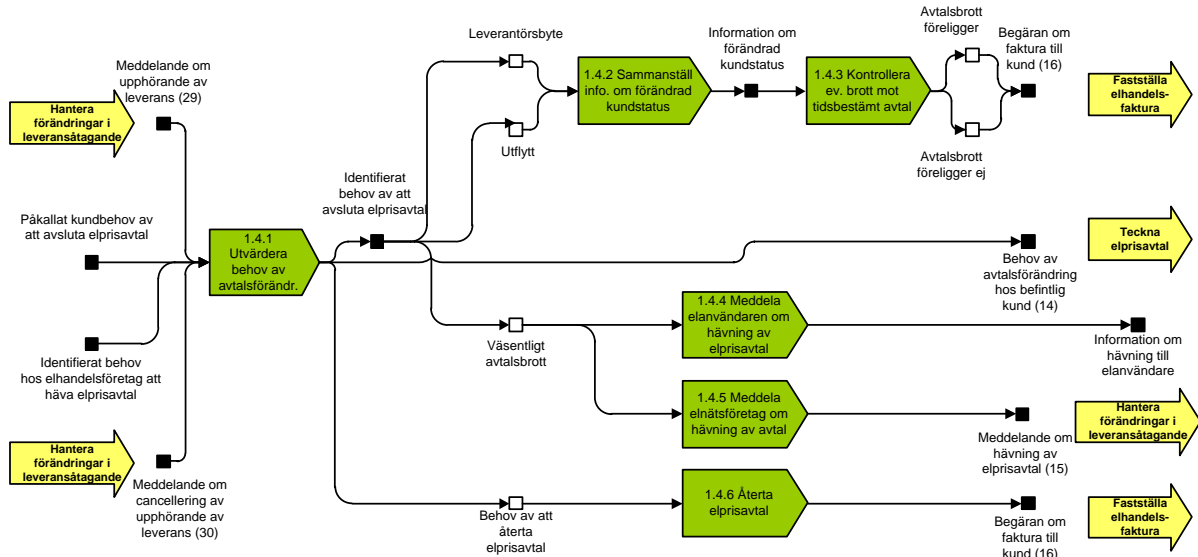 Meddelande om
upphörande av
leverans (29)
Hantera
förändringar i
leveransåtagande
Påkallat kundbehov av
att avsluta elprisavtal
Identifierat behov
hos elhandelsföretag att
häva elprisavtal
Hantera
förändringar i
leveransåtagande
Meddelande om
cancellering av
upphörande av
leverans (30)
1.4.1
Utvärdera
behov av
avtalsförändr.
Identifierat
behov av att
avsluta elprisavtal
Leverantörsbyte
Utflytt
1.4.2 Sammanställ
info. om förändrad
kundstatus
Information om
förändrad
kundstatus
1.4.3 Kontrollera
ev. brott mot
tidsbestämt avtal
Avtalsbrott
föreligger
Avtalsbrott
föreligger ej
Begäran om
faktura till
kund (16)
Fastställa
elhandels-
faktura
Behov av
avtalsförändring
hos befintlig
kund (14)
Teckna
elprisavtal
Väsentligt
avtalsbrott
1.4.4 Meddela
elanvändaren om
hävning av
elprisavtal
Information om
hävning till
elanvändare
1.4.5 Meddela
elnätsföretag om
hävning av avtal
Meddelande om
hävning av
elprisavtal (15)
Hantera
förändringar i
leveransåtagande
Behov av att
återta
elprisavtal
1.4.6 Återta
elprisavtal
Begäran om
faktura till
kund (16)
Fastställa
elhandels-
faktura